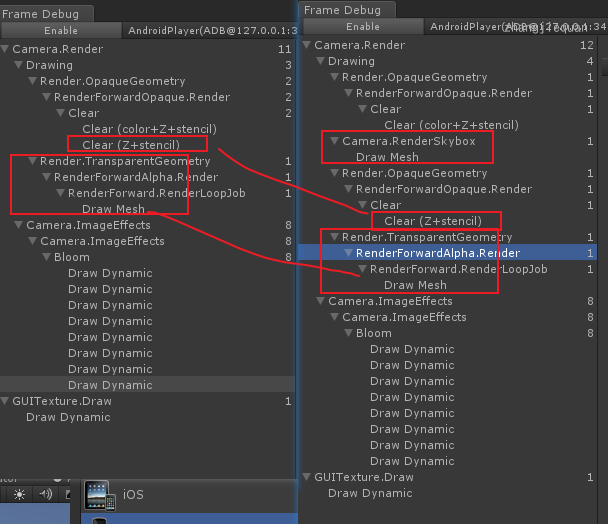 Frame Debug
Enable
AndroidPlayer(ADB@127.0.0.1:3
Camera.Render 11
Drawing 3
Render.OpaqueGeometry 2
RenderForwardOpaque.Render 2
Clear 2
Clear (color+Z+stencil)
Clear (Z+stencil)
Render.TransparentGeometry 1
RenderForwardAlpha.Render 1
RenderForward.RenderLoopJob 1
Draw Mesh
Camera.ImageEffects 8
Camera.ImageEffects 8
Bloom 8
Draw Dynamic
Draw Dynamic
Draw Dynamic
Draw Dynamic
Draw Dynamic
Draw Dynamic
Draw Dynamic
Draw Dynamic
GUITexture.Draw 1
Draw Dynamic
iOS
Frame Debug
Enable
AndroidPlayer(ADB@127.0.0.1:34
Camera.Render 12
Drawing 4
Render.OpaqueGeometry 1
RenderForwardOpaque.Render 1
Clear 1
Clear (color+Z+stencil)
Camera.RenderSkybox 1
Draw Mesh
Render.OpaqueGeometry 1
RenderForwardOpaque.Render 1
Clear 1
Clear (Z+stencil)
Render.TransparentGeometry 1
RenderForwardAlpha.Render 1
RenderForward.RenderLoopJob 1
Draw Mesh
Camera.ImageEffects 8
Camera.ImageEffects 8
Bloom 8
Draw Dynamic
Draw Dynamic
Draw Dynamic
Draw Dynamic
Draw Dynamic
Draw Dynamic
Draw Dynamic
Draw Dynamic
GUITexture.Draw 1
Draw Dynamic